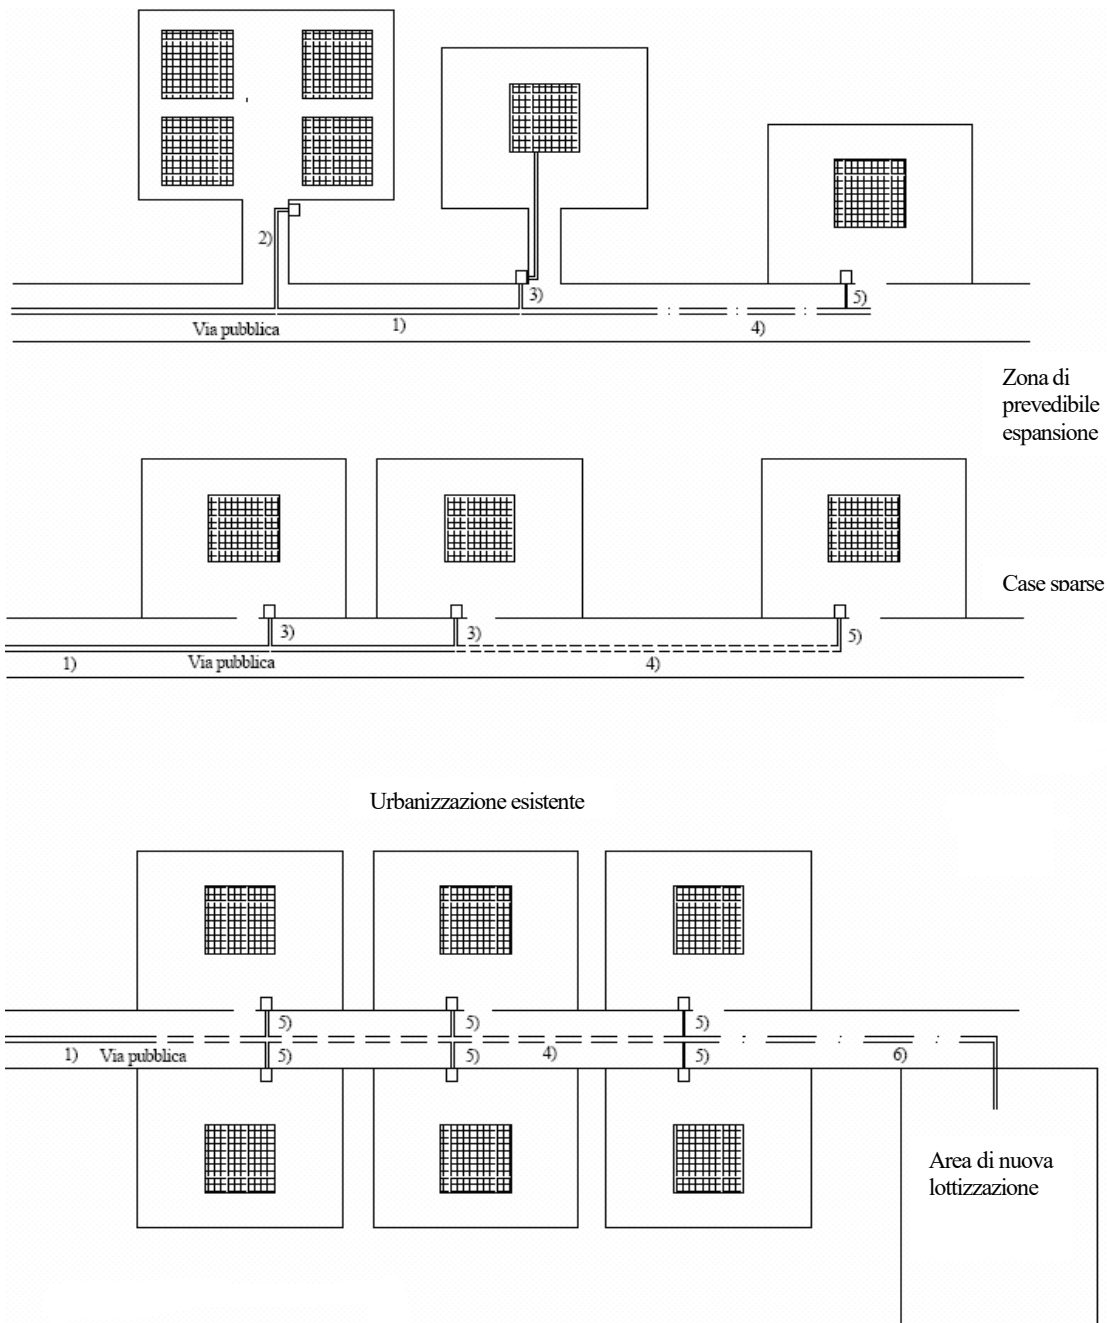 2)
3)
5)
Via pubblica
1)
4)
Zona di
prevedibile
espansione
Case sparse
3)
3)
5)
1)
Via pubblica
4)
Urbanizzazione esistente
5)
5)
5)
1)
Via pubblica
5)
5)
4)
5)
6)
Area di nuova
lottizzazione